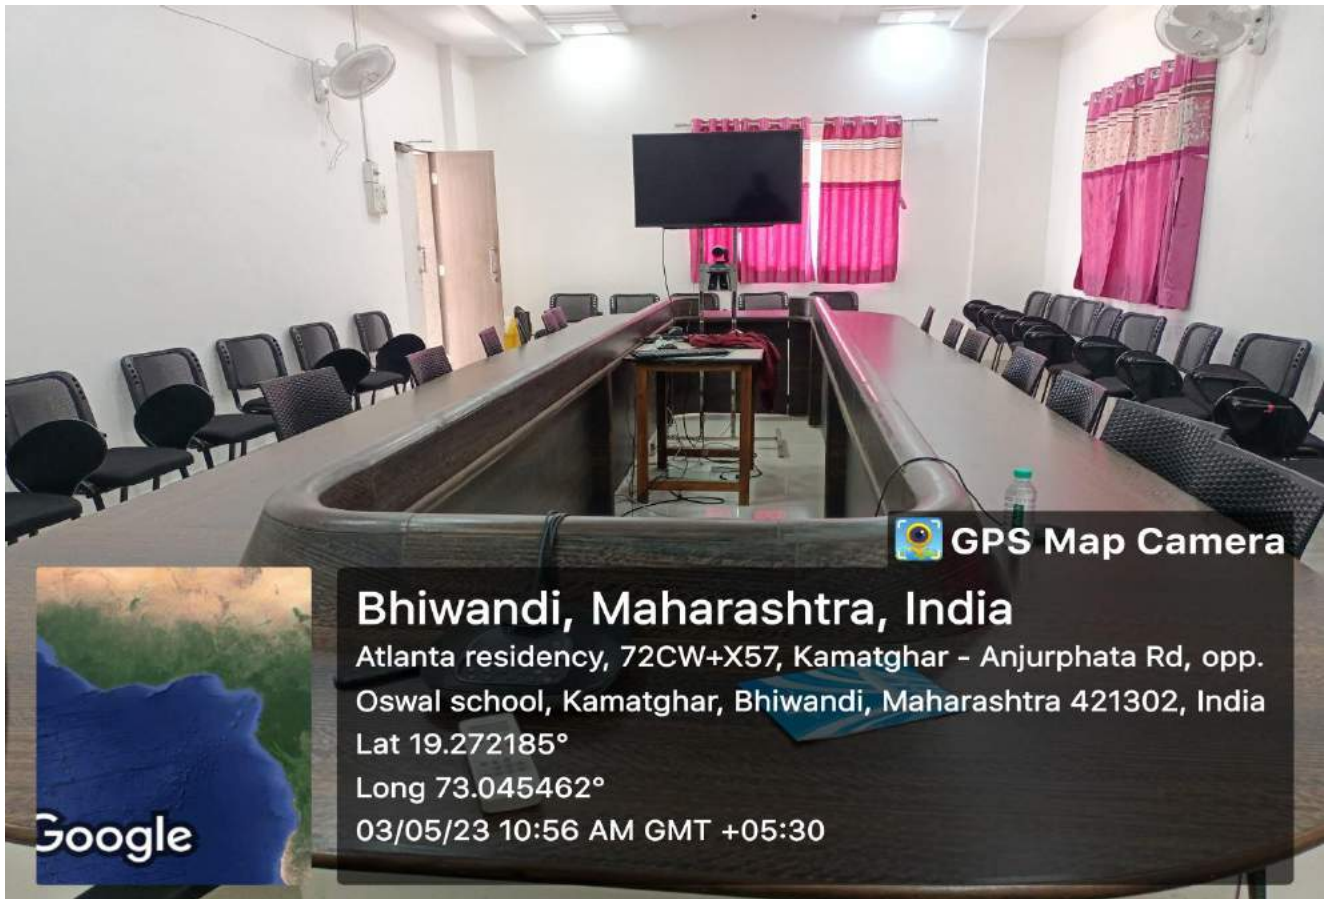 GPS Map Camera
Bhiwandi, Maharashtra, India
Atlanta residency, 72CW+X57, Kamatghar - Anjurphata Rd, opp.
Oswal school, Kamatghar, Bhiwandi, Maharashtra 421302, India
Lat 19.272185°
Long 73.045462°
03/05/23 10:56 AM GMT +05:30
Google